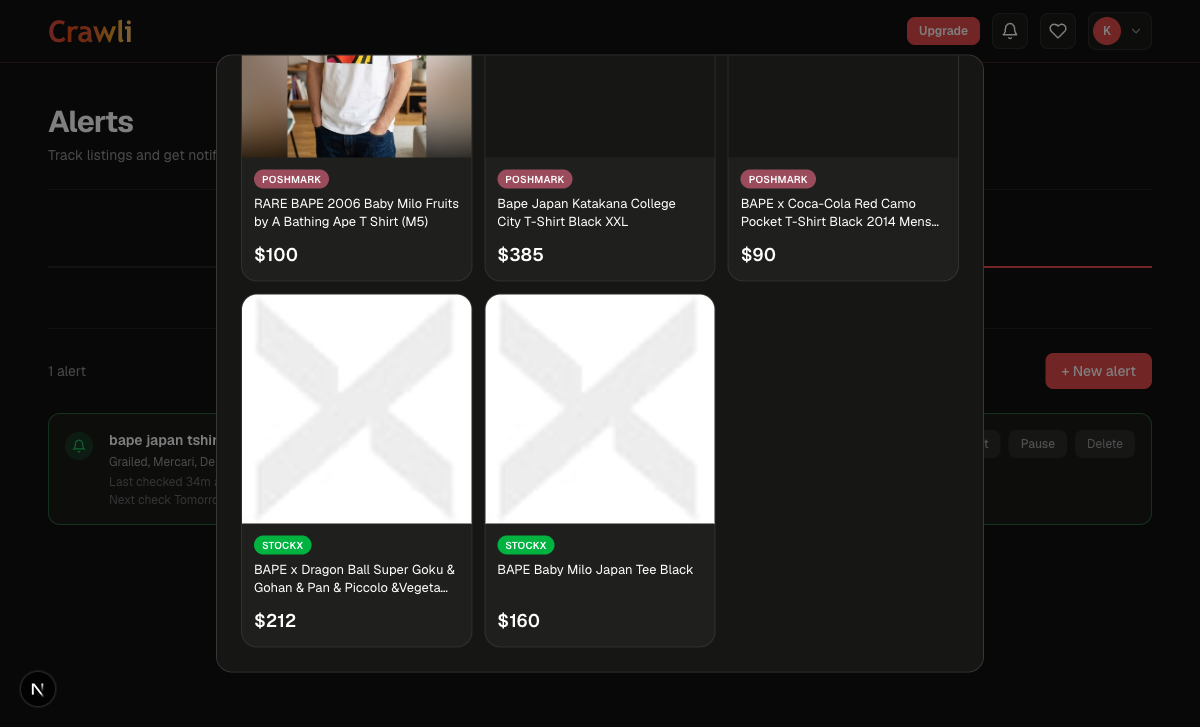 Crawli
Upgrade
K
Alerts
Track listings and get notif
POSHMARK
RARE BAPE 2006 Baby Milo Fruits
by A Bathing Ape T Shirt (M5)
$100
POSHMARK
Bape Japan Katakana College
City T-Shirt Black XXL
$385
POSHMARK
BAPE x Coca-Cola Red Camo
Pocket T-Shirt Black 2014 Mens...
$90
1 alert
+ New alert
bape japan tshir
Grailed, Mercari, De
Last checked 34m a
Next check Tomorro
t
Pause
Delete
STOCKX
BAPE x Dragon Ball Super Goku &
Gohan & Pan & Piccolo &Vegeta...
$212
STOCKX
BAPE Baby Milo Japan Tee Black
$160
N